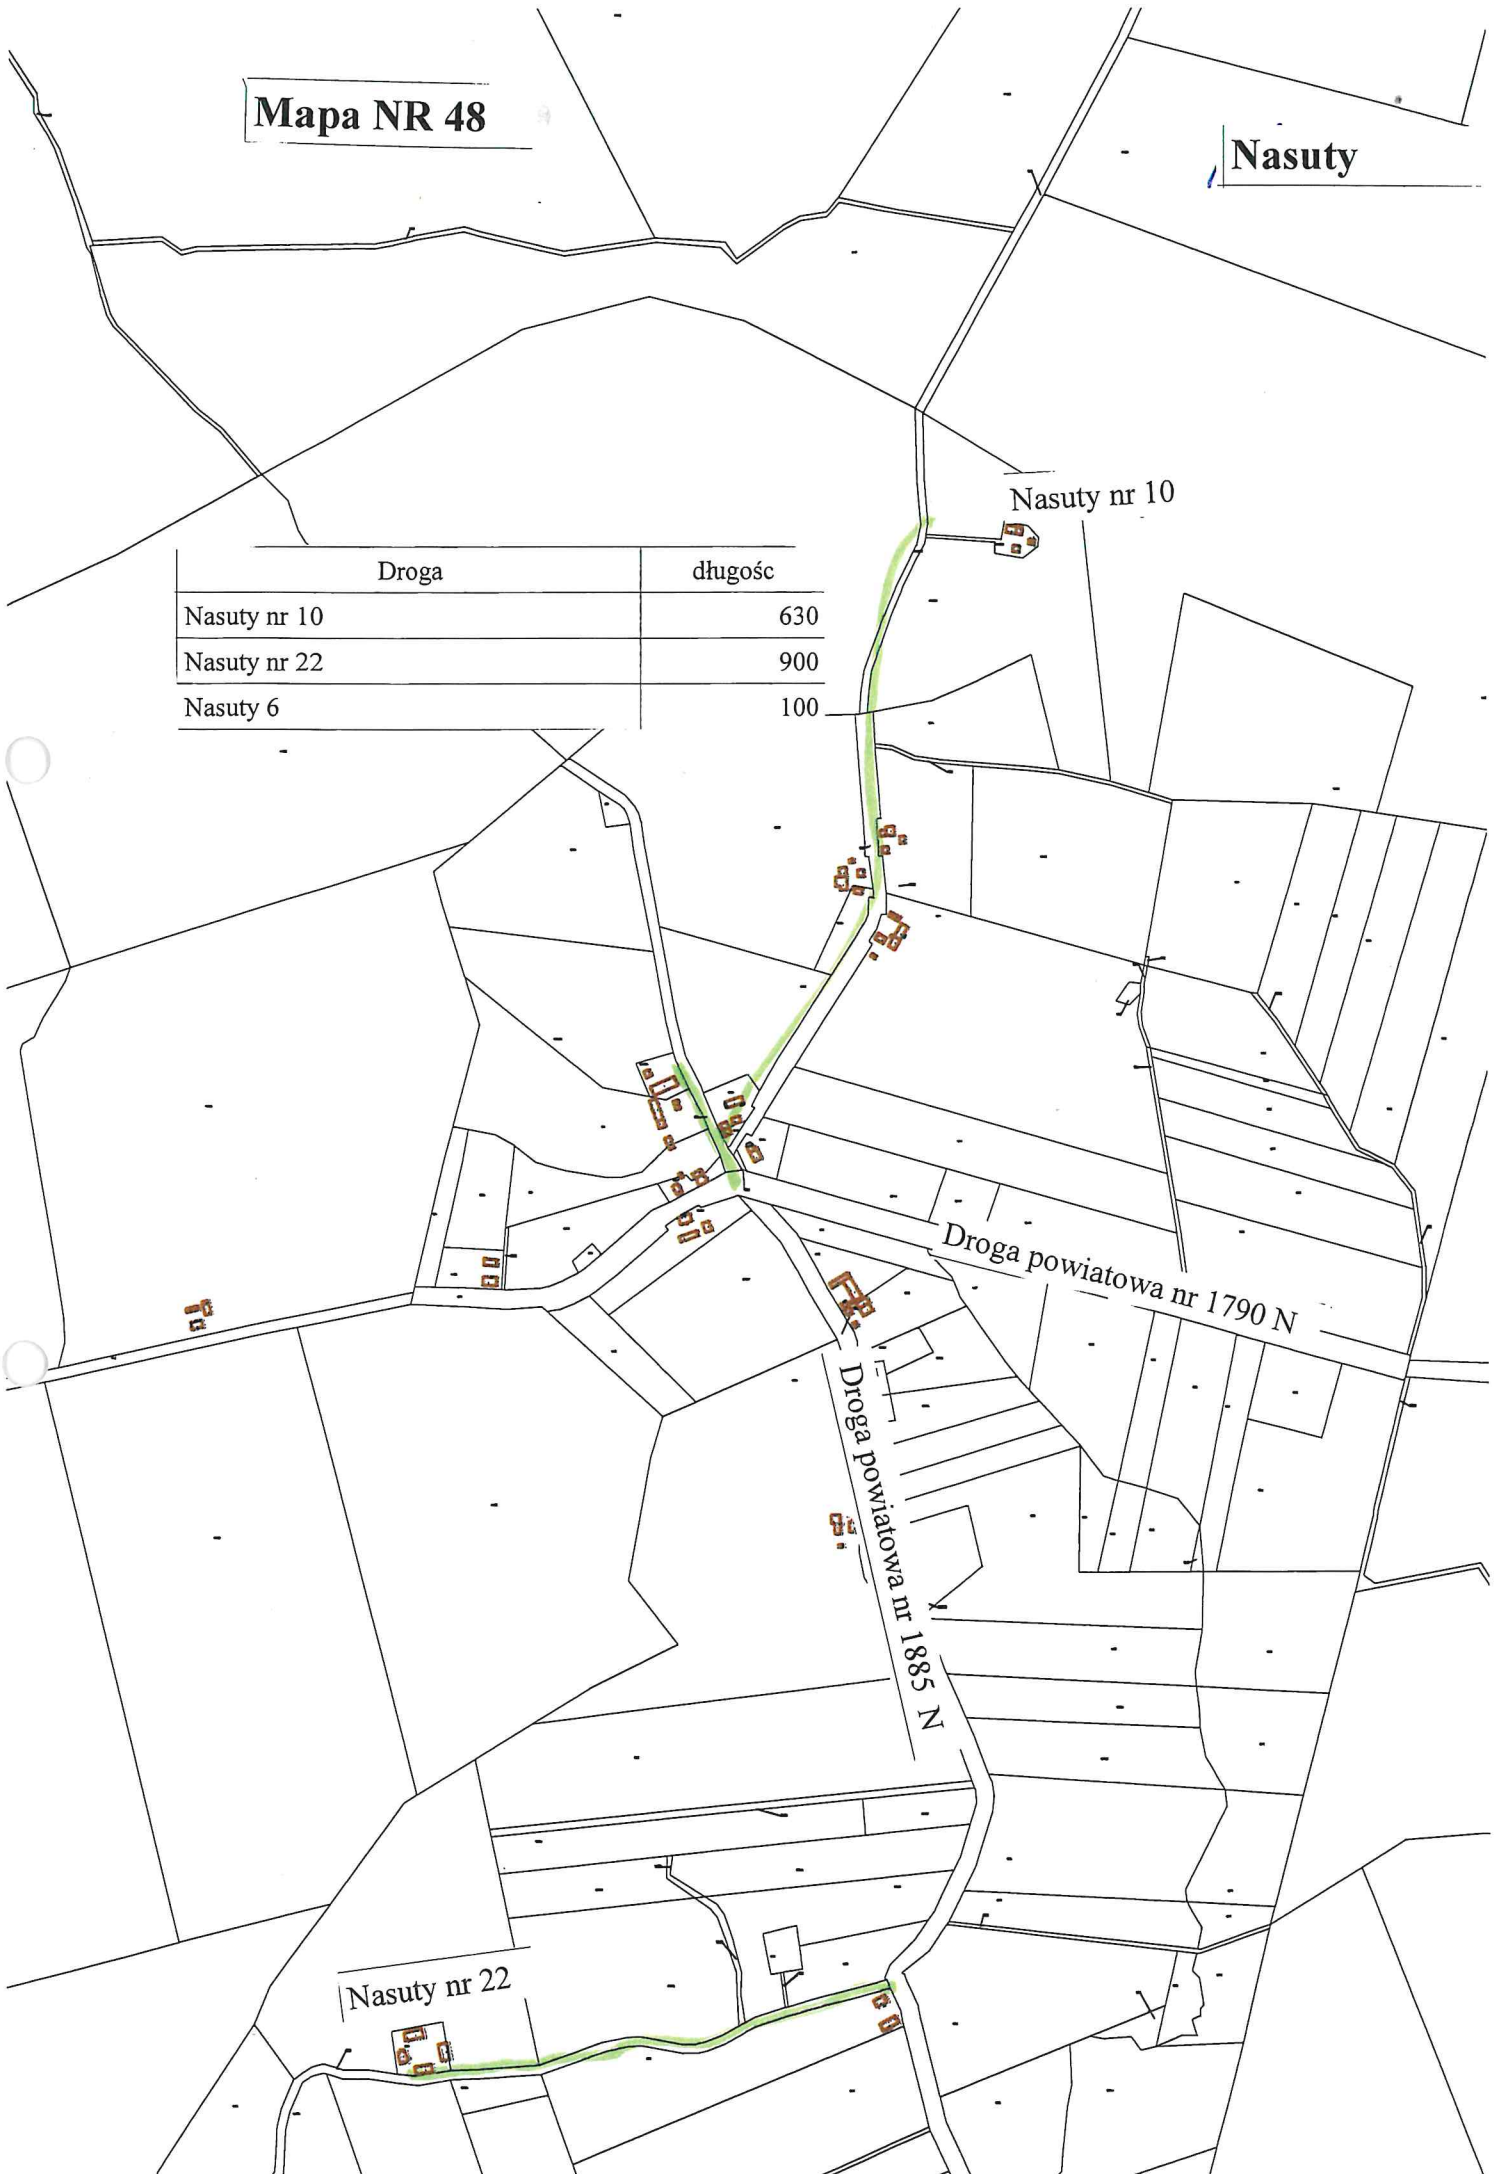 Mapa NR 48
Nasuty
Nasuty nr 10
Droga długośc
Nasuty nr 10 630
Nasuty nr 22 900
Nasuty 6 100
Droga powiatowa nr 1790 N
Droga powiatowa nr 1885 N
Nasuty nr 22